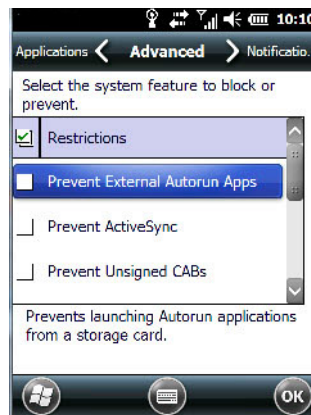 10:10
Applications Advanced Notificatio.
Select the system feature to block or
prevent.
Restrictions
Prevent External Autorun Apps
Prevent ActiveSync
Prevent Unsigned CABs
Prevents launching Autorun applications
from a storage card.
OK